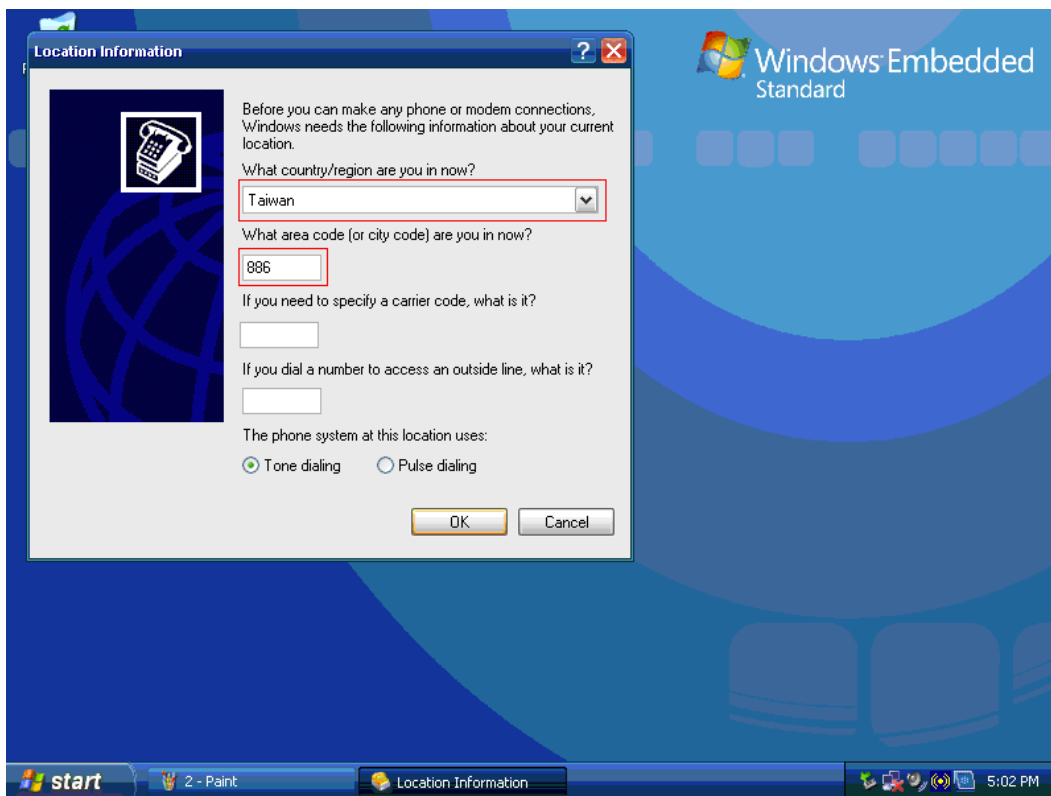 Location Information
Windows Embedded
Standard
Before you can make any phone or modem connections,
Windows needs the following information about your current
location.
What country/region are you in now?
Taiwan
What area code (or city code) are you in now?
886
If you need to specify a carrier code, what is it?
If you dial a number to access an outside line, what is it?
The phone system at this location uses:
Tone dialing
Pulse dialing
OK
Cancel
start
2 - Paint
Location Information
5:02 PM